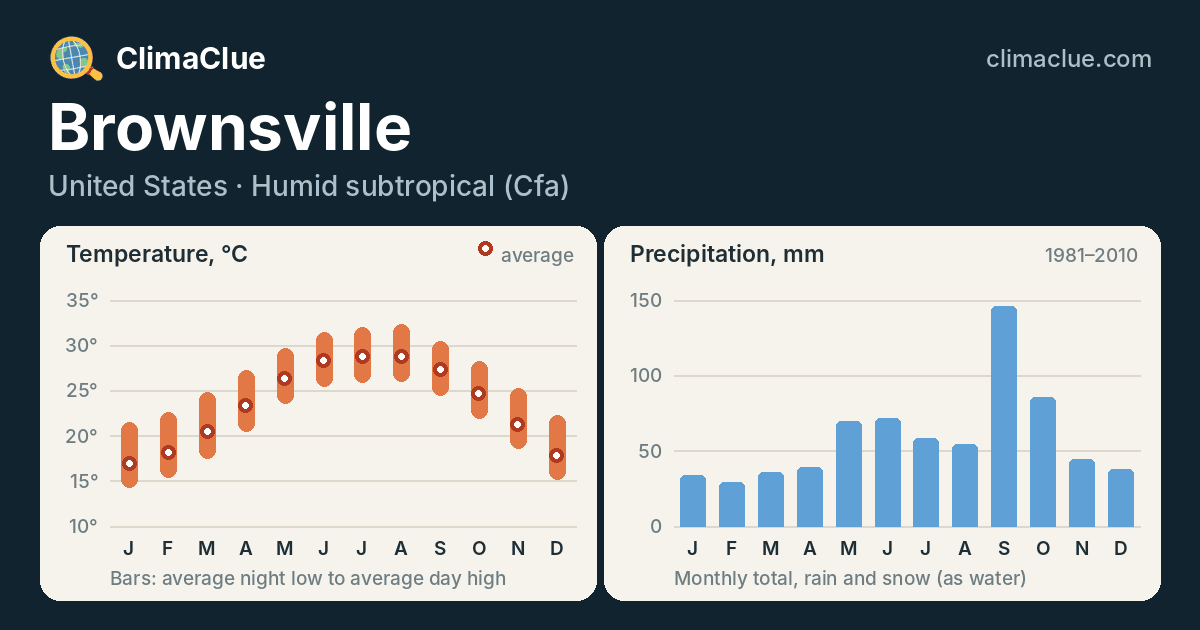 ClimaClue
climaclue.com
Brownsville
United States · Humid subtropical (Cfa)
Temperature, °C
average
35°
30°
25°
20°
15°
10°
J F M A M J J A S O N D
Bars: average night low to average day high
Precipitation, mm
1981–2010
150
100
50
0
J F M A M J J A S O N D
Monthly total, rain and snow (as water)